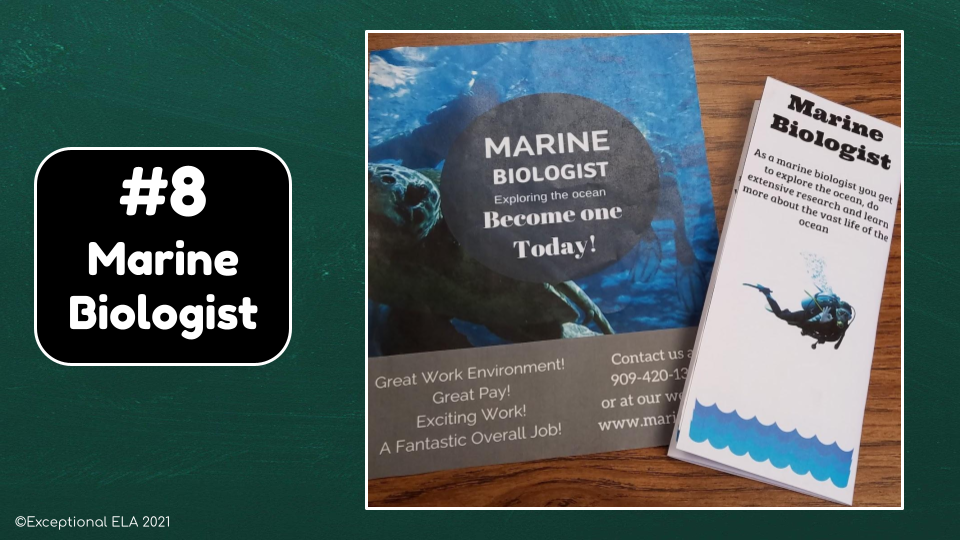 #8
Marine
Biologist
MARINE
BIOLOGIST
Exploring the ocean
Become one
Today!
Great Work Environment!
Great Pay!
Exciting Work!
A Fantastic Overall Job!
Contact us
909-420-13
or at our
www.mari
Marine
Biologist
As a marine biologist you get
to explore the ocean, do
extensive research and learn
more about the vast life of the
ocean
©Exceptional ELA 2021